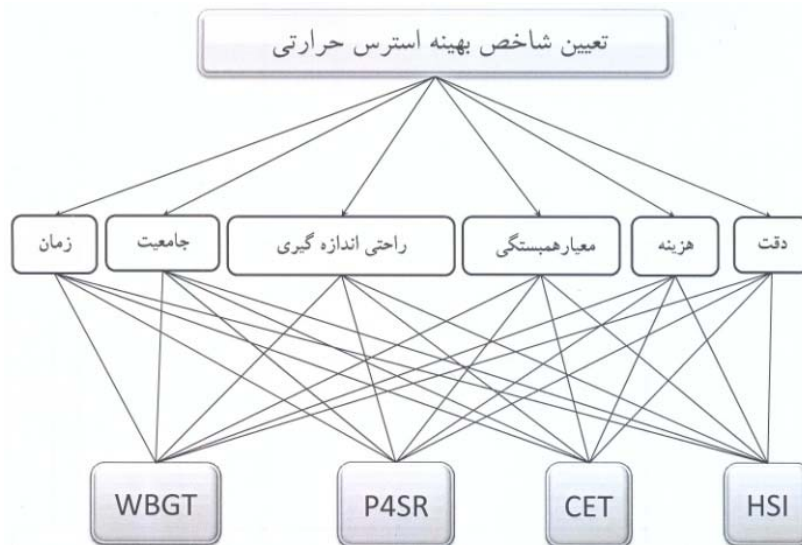 تعیین شاخص بهینه استرس حرارتی
دقت
هزینه
معیارهمبستگی
راحتی اندازه گیری
جامعیت
زمان
WBGT
P4SR
CET
HSI